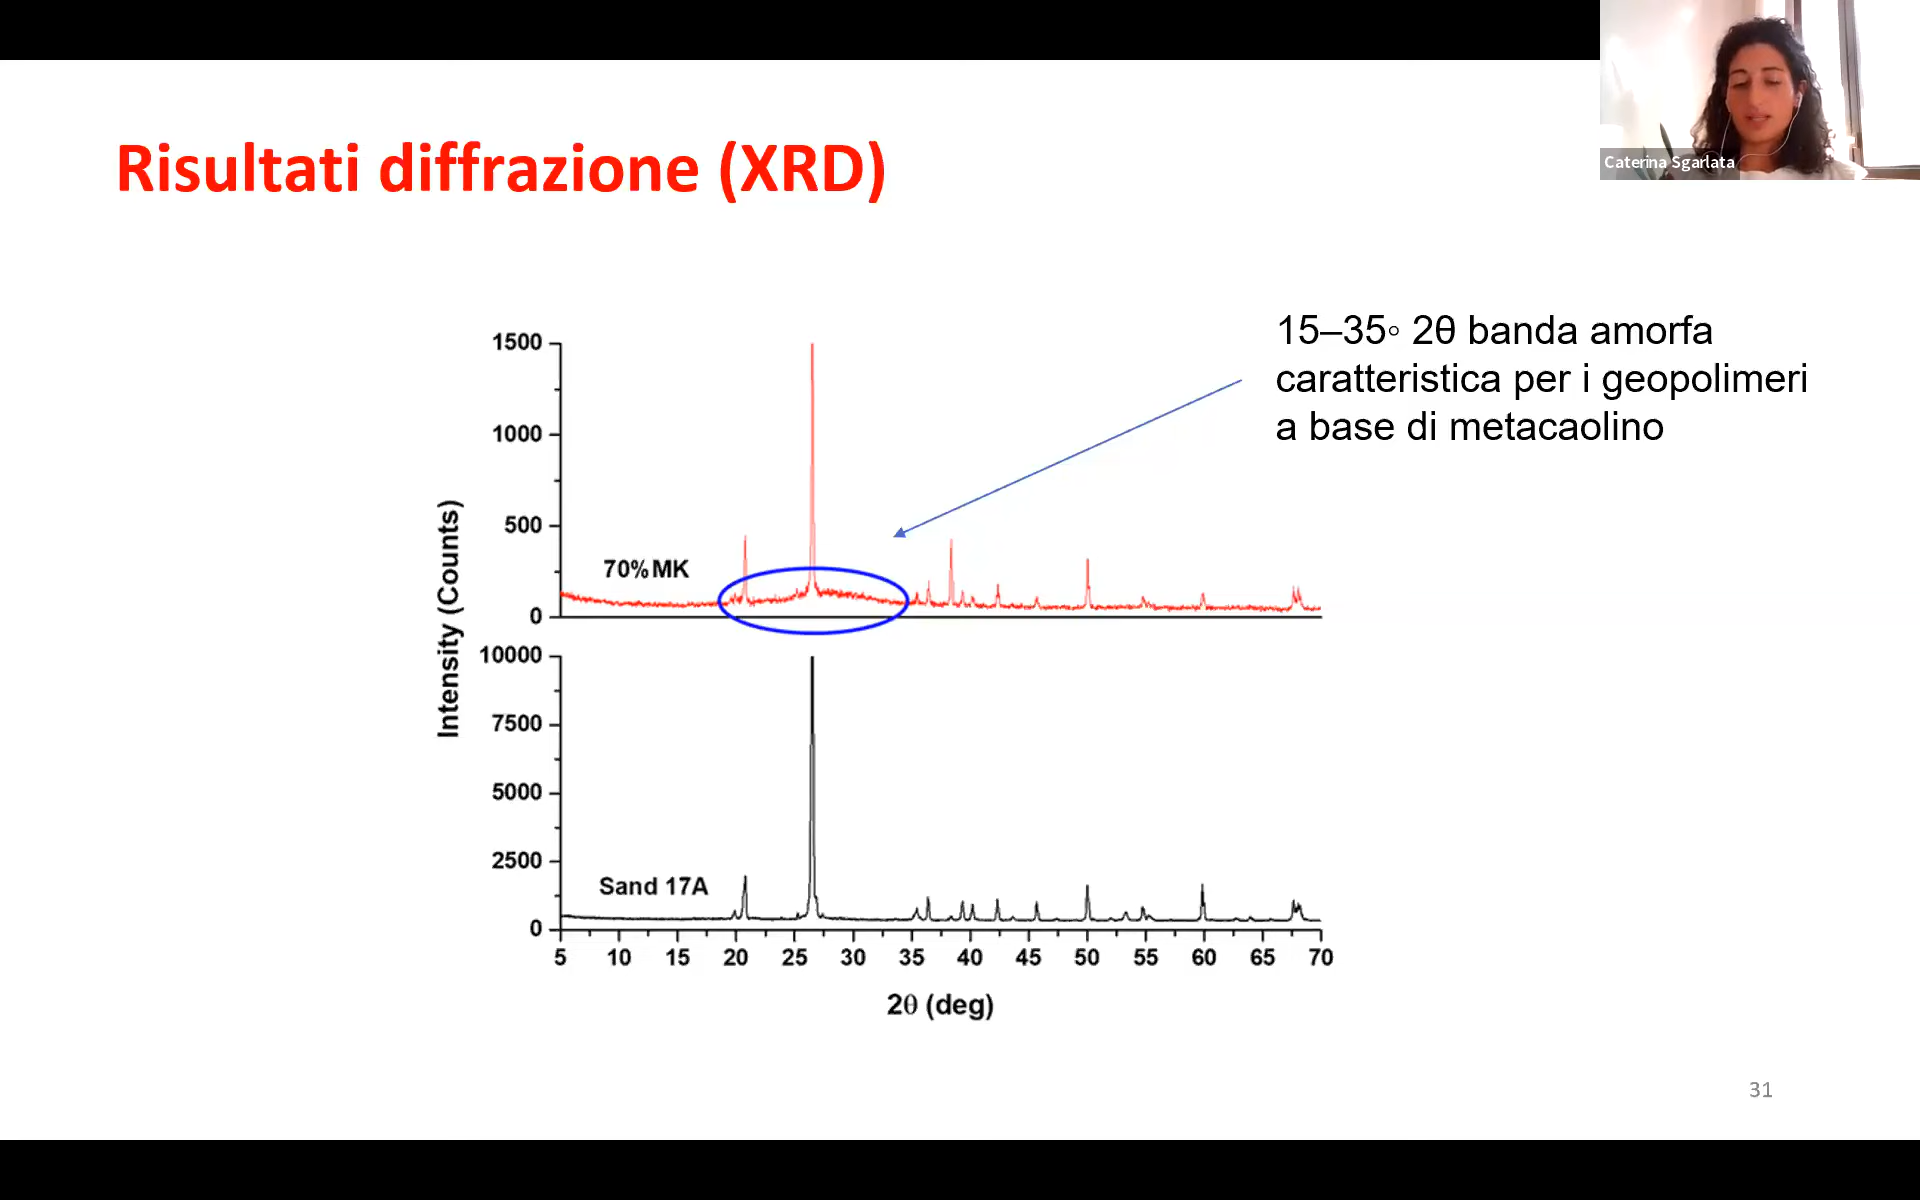 Caterina Sgarlata
Risultati diffrazione (XRD)
15–35◦ 2θ banda amorfa
caratteristica per i geopolimeri
a base di metacaolino
Intensity (Counts)
1500
1000
500
0
70%MK
10000
7500
5000
2500
0
Sand 17A
5 10 15 20 25 30 35 40 45 50 55 60 65 70
2θ (deg)
31